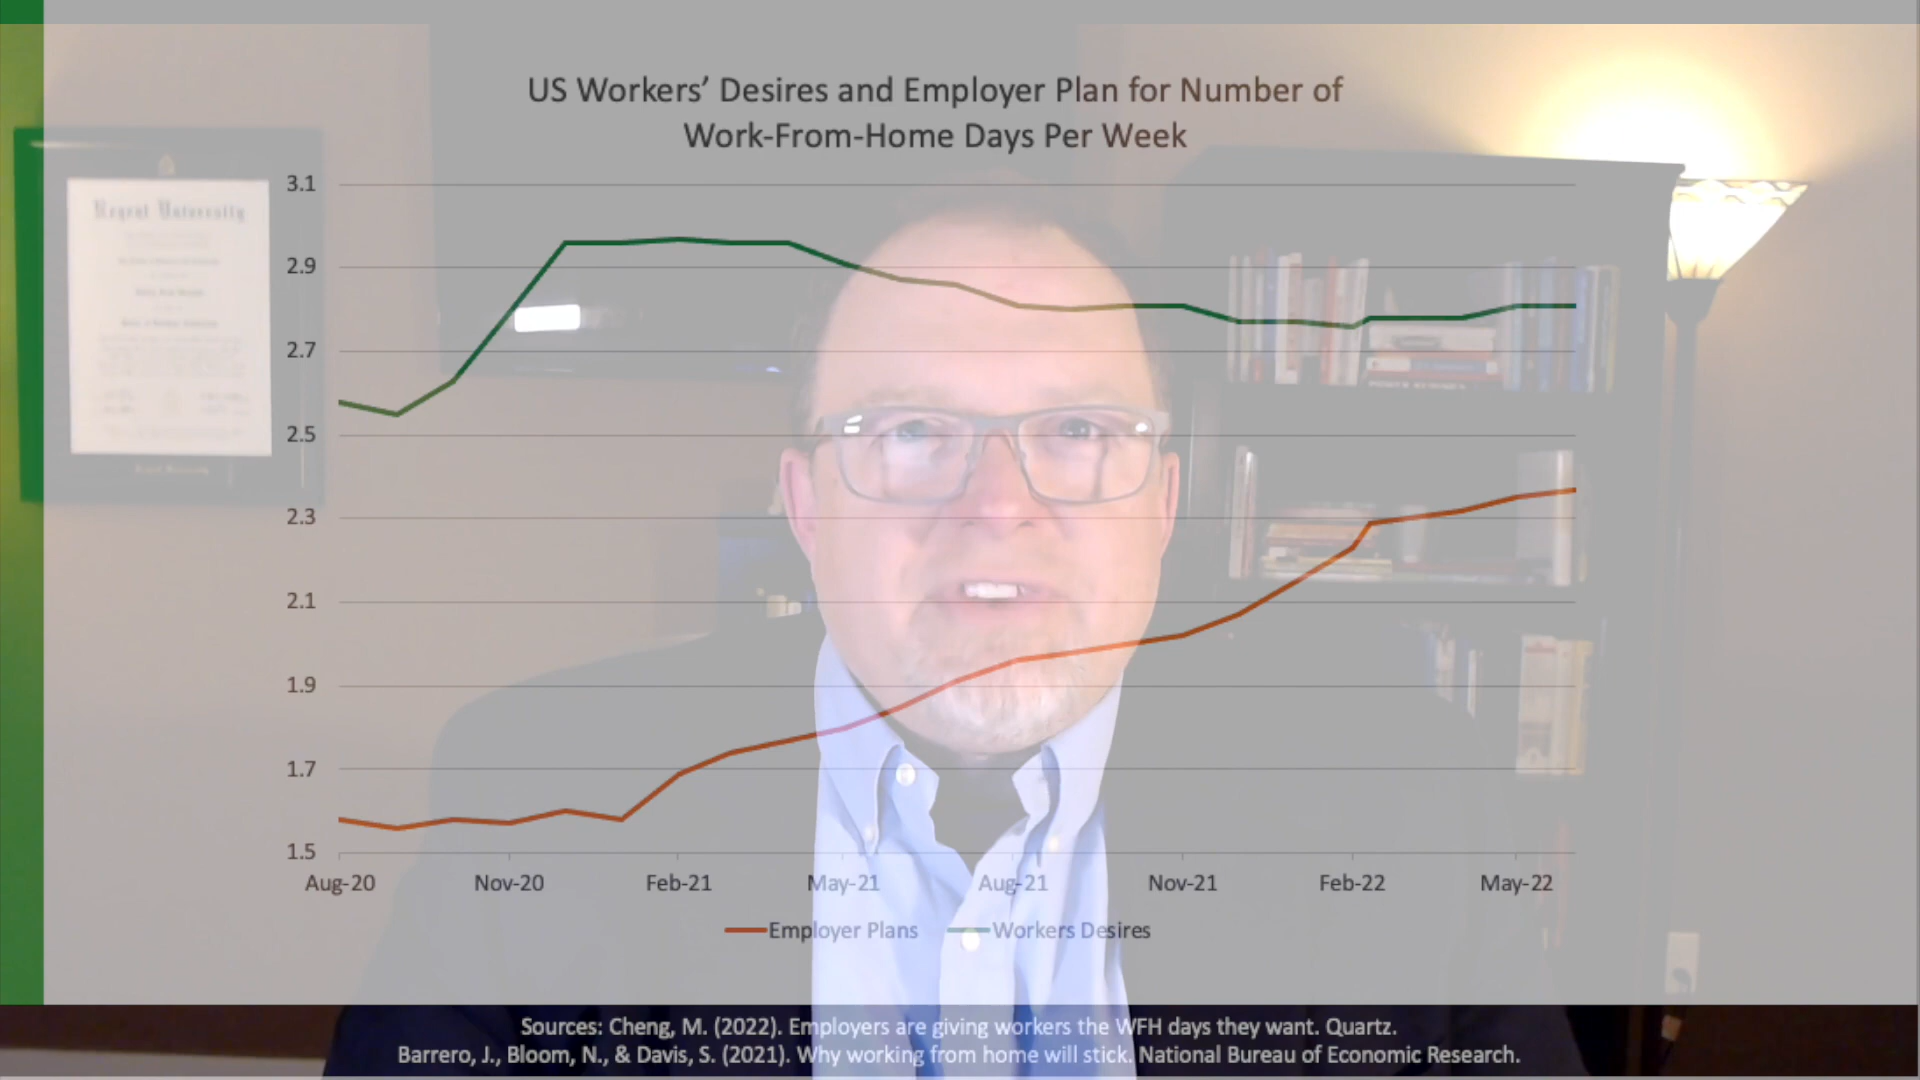 US Workers’ Desires and Employer Plan for Number of
Work-From-Home Days Per Week
3.1
2.9
2.7
2.5
2.3
2.1
1.9
1.7
1.5
Aug-20 Nov-20 Feb-21 May-21 Aug-21 Nov-21 Feb-22 May-22
Employer Plans Workers Desires
Regent University
Sources: Cheng, M. (2022). Employers are giving workers the WFH days they want. Quartz.
Barrero, J., Bloom, N., & Davis, S. (2021). Why working from home will stick. National Bureau of Economic Research.